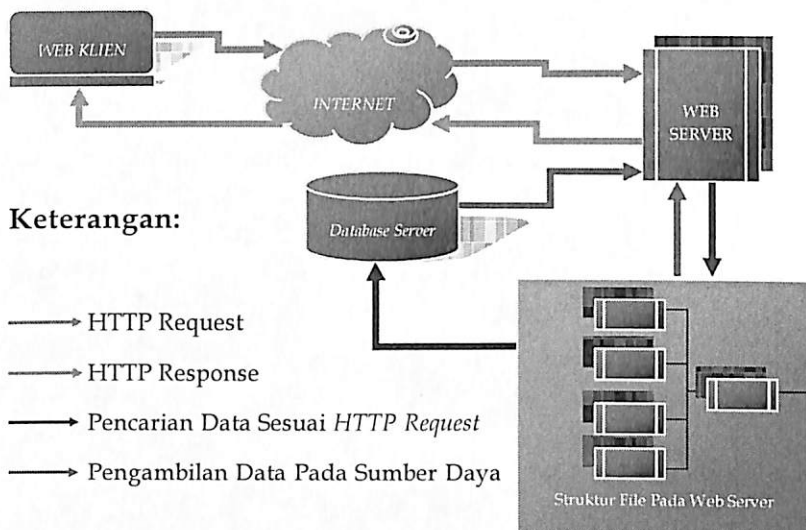 WEB KLIEN
INTERNET
WEB
SERVER
Database Server
Keterangan:
HTTP Request
HTTP Response
Pencarian Data Sesuai HTTP Request
Pengambilan Data Pada Sumber Daya
Struktur File Pada Web Server